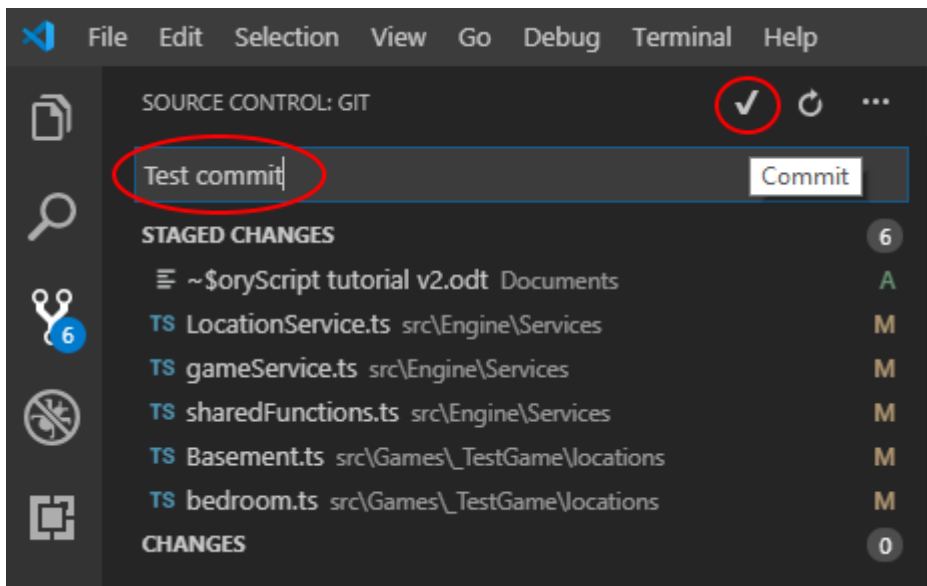 File Edit Selection View Go Debug Terminal Help
SOURCE CONTROL: GIT
Test commit
Commit
STAGED CHANGES 6
~$oryScript tutorial v2.odt Documents A
TS LocationService.ts src\Engine\Services M
6
TS gameService.ts src\Engine\Services M
TS sharedFunctions.ts src\Engine\Services M
TS Basement.ts src\Games\_TestGame\locations M
TS bedroom.ts src\Games\_TestGame\locations M
CHANGES 0